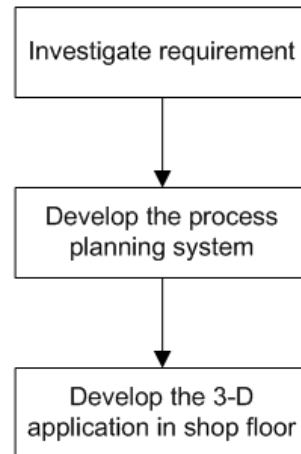 Investigate requirement
Develop the process
planning system
Develop the 3-D
application in shop floor